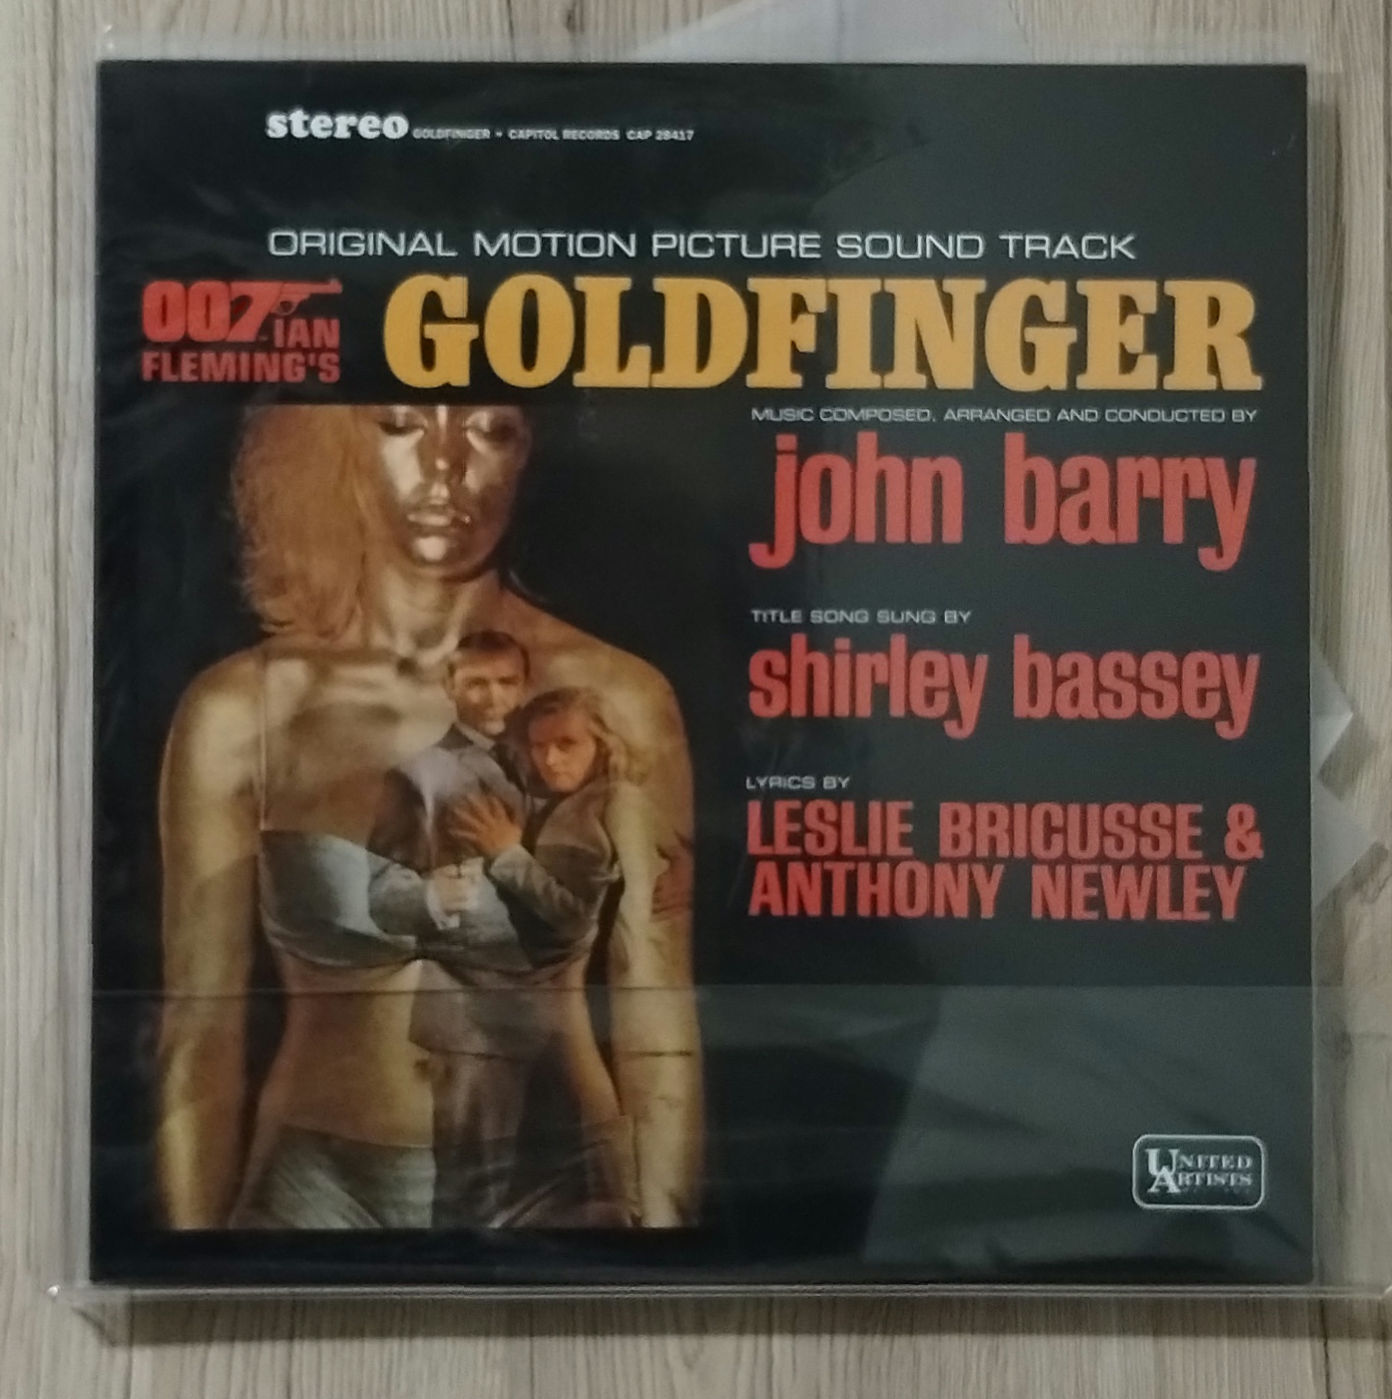 stereo GOLDFINGER • CAPITOL RECORDS CAP 28417
ORIGINAL MOTION PICTURE SOUND TRACK
007 IAN
FLEMING'S
GOLDFINGER
MUSIC COMPOSED, ARRANGED AND CONDUCTED BY
john barry
TITLE SONG SUNG BY
shirley bassey
LYRICS BY
LESLIE BRICUSSE &
ANTHONY NEWLEY
UNITED
ARTISTS